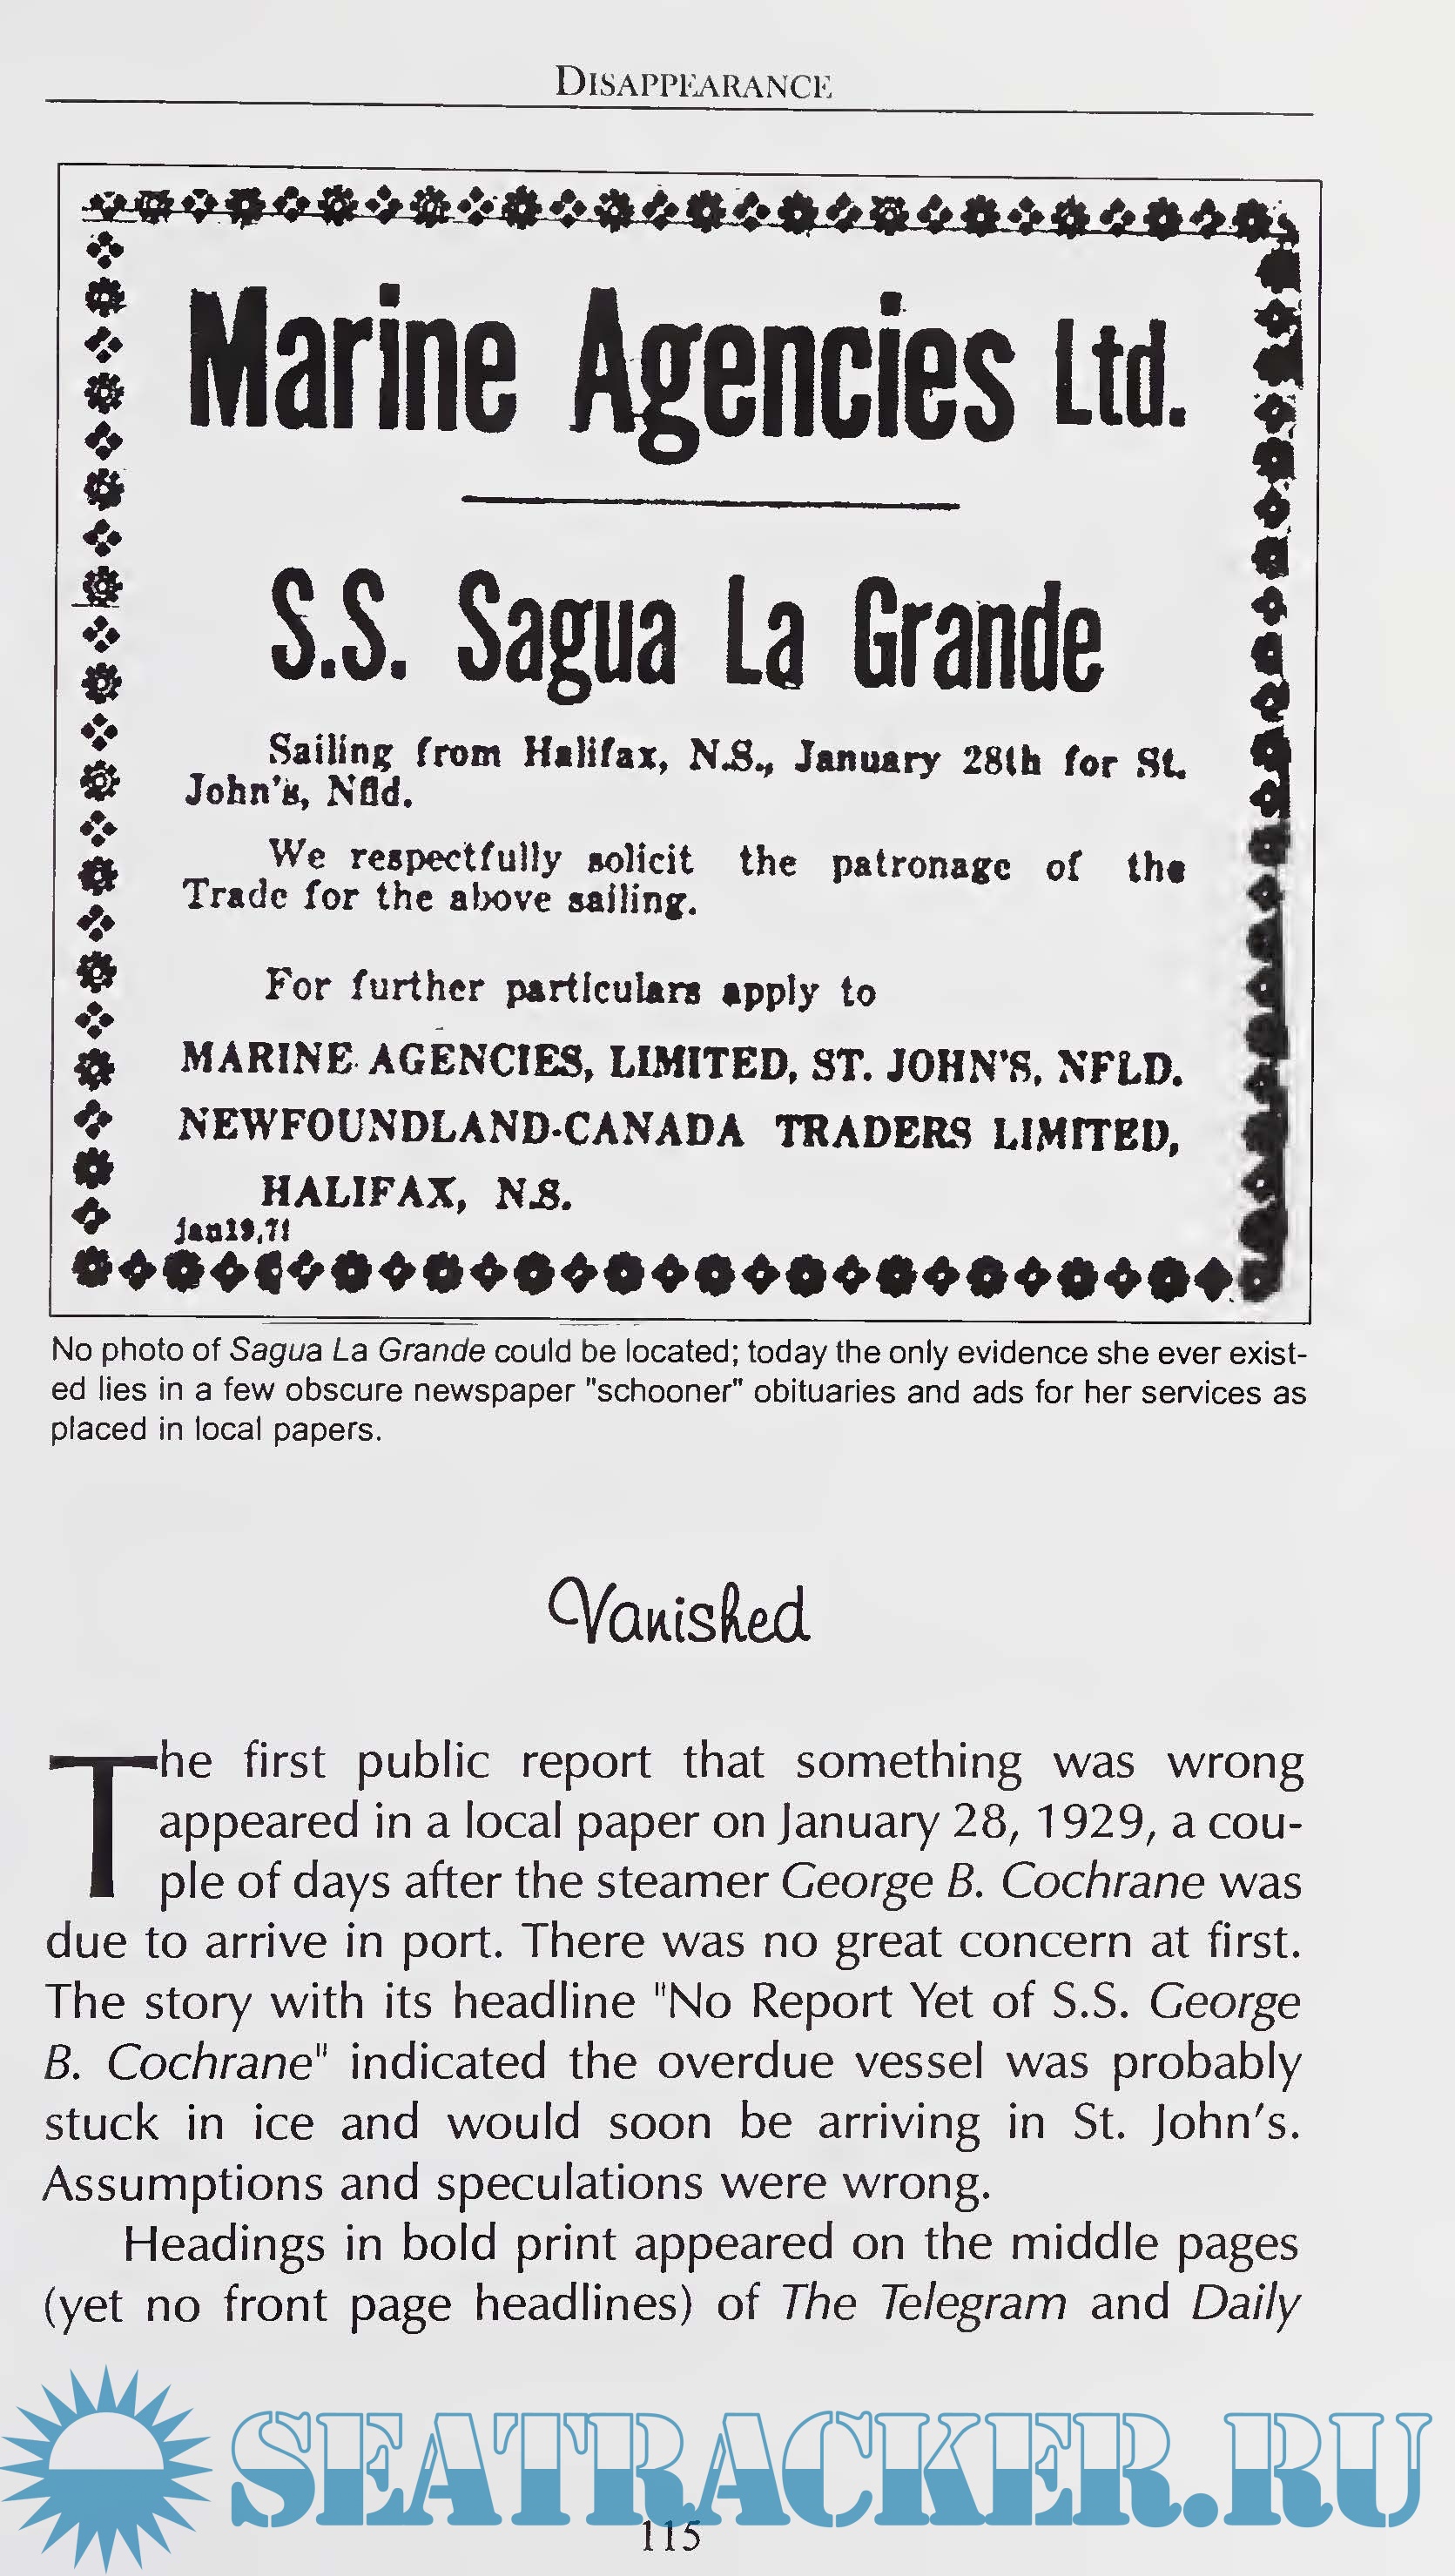 DISAPPEARANCE
Marine Agencies Ltd.
S.S. Sagua La Grande
Sailing from Halifax, N.S., January 28th for St.
John's, Nfld.
We respectfully solicit the patronage of the
Trade for the above sailing.
For further particulars apply to
MARINE AGENCIES, LIMITED, ST. JOHN'S, NFLD.
NEWFOUNDLAND-CANADA TRADERS LIMITED,
HALIFAX, N.S.
jan19,7i
No photo of Sagua La Grande could be located; today the only evidence she ever exist-
ed lies in a few obscure newspaper "schooner" obituaries and ads for her services as
placed in local papers.
Vanished
The first public report that something was wrong
appeared in a local paper on January 28, 1929, a cou-
ple of days after the steamer George B. Cochrane was
due to arrive in port. There was no great concern at first.
The story with its headline "No Report Yet of S.S. George
B. Cochrane" indicated the overdue vessel was probably
stuck in ice and would soon be arriving in St. John's.
Assumptions and speculations were wrong.
Headings in bold print appeared on the middle pages
(yet no front page headlines) of The Telegram and Daily
SEATRACKER.RU
115